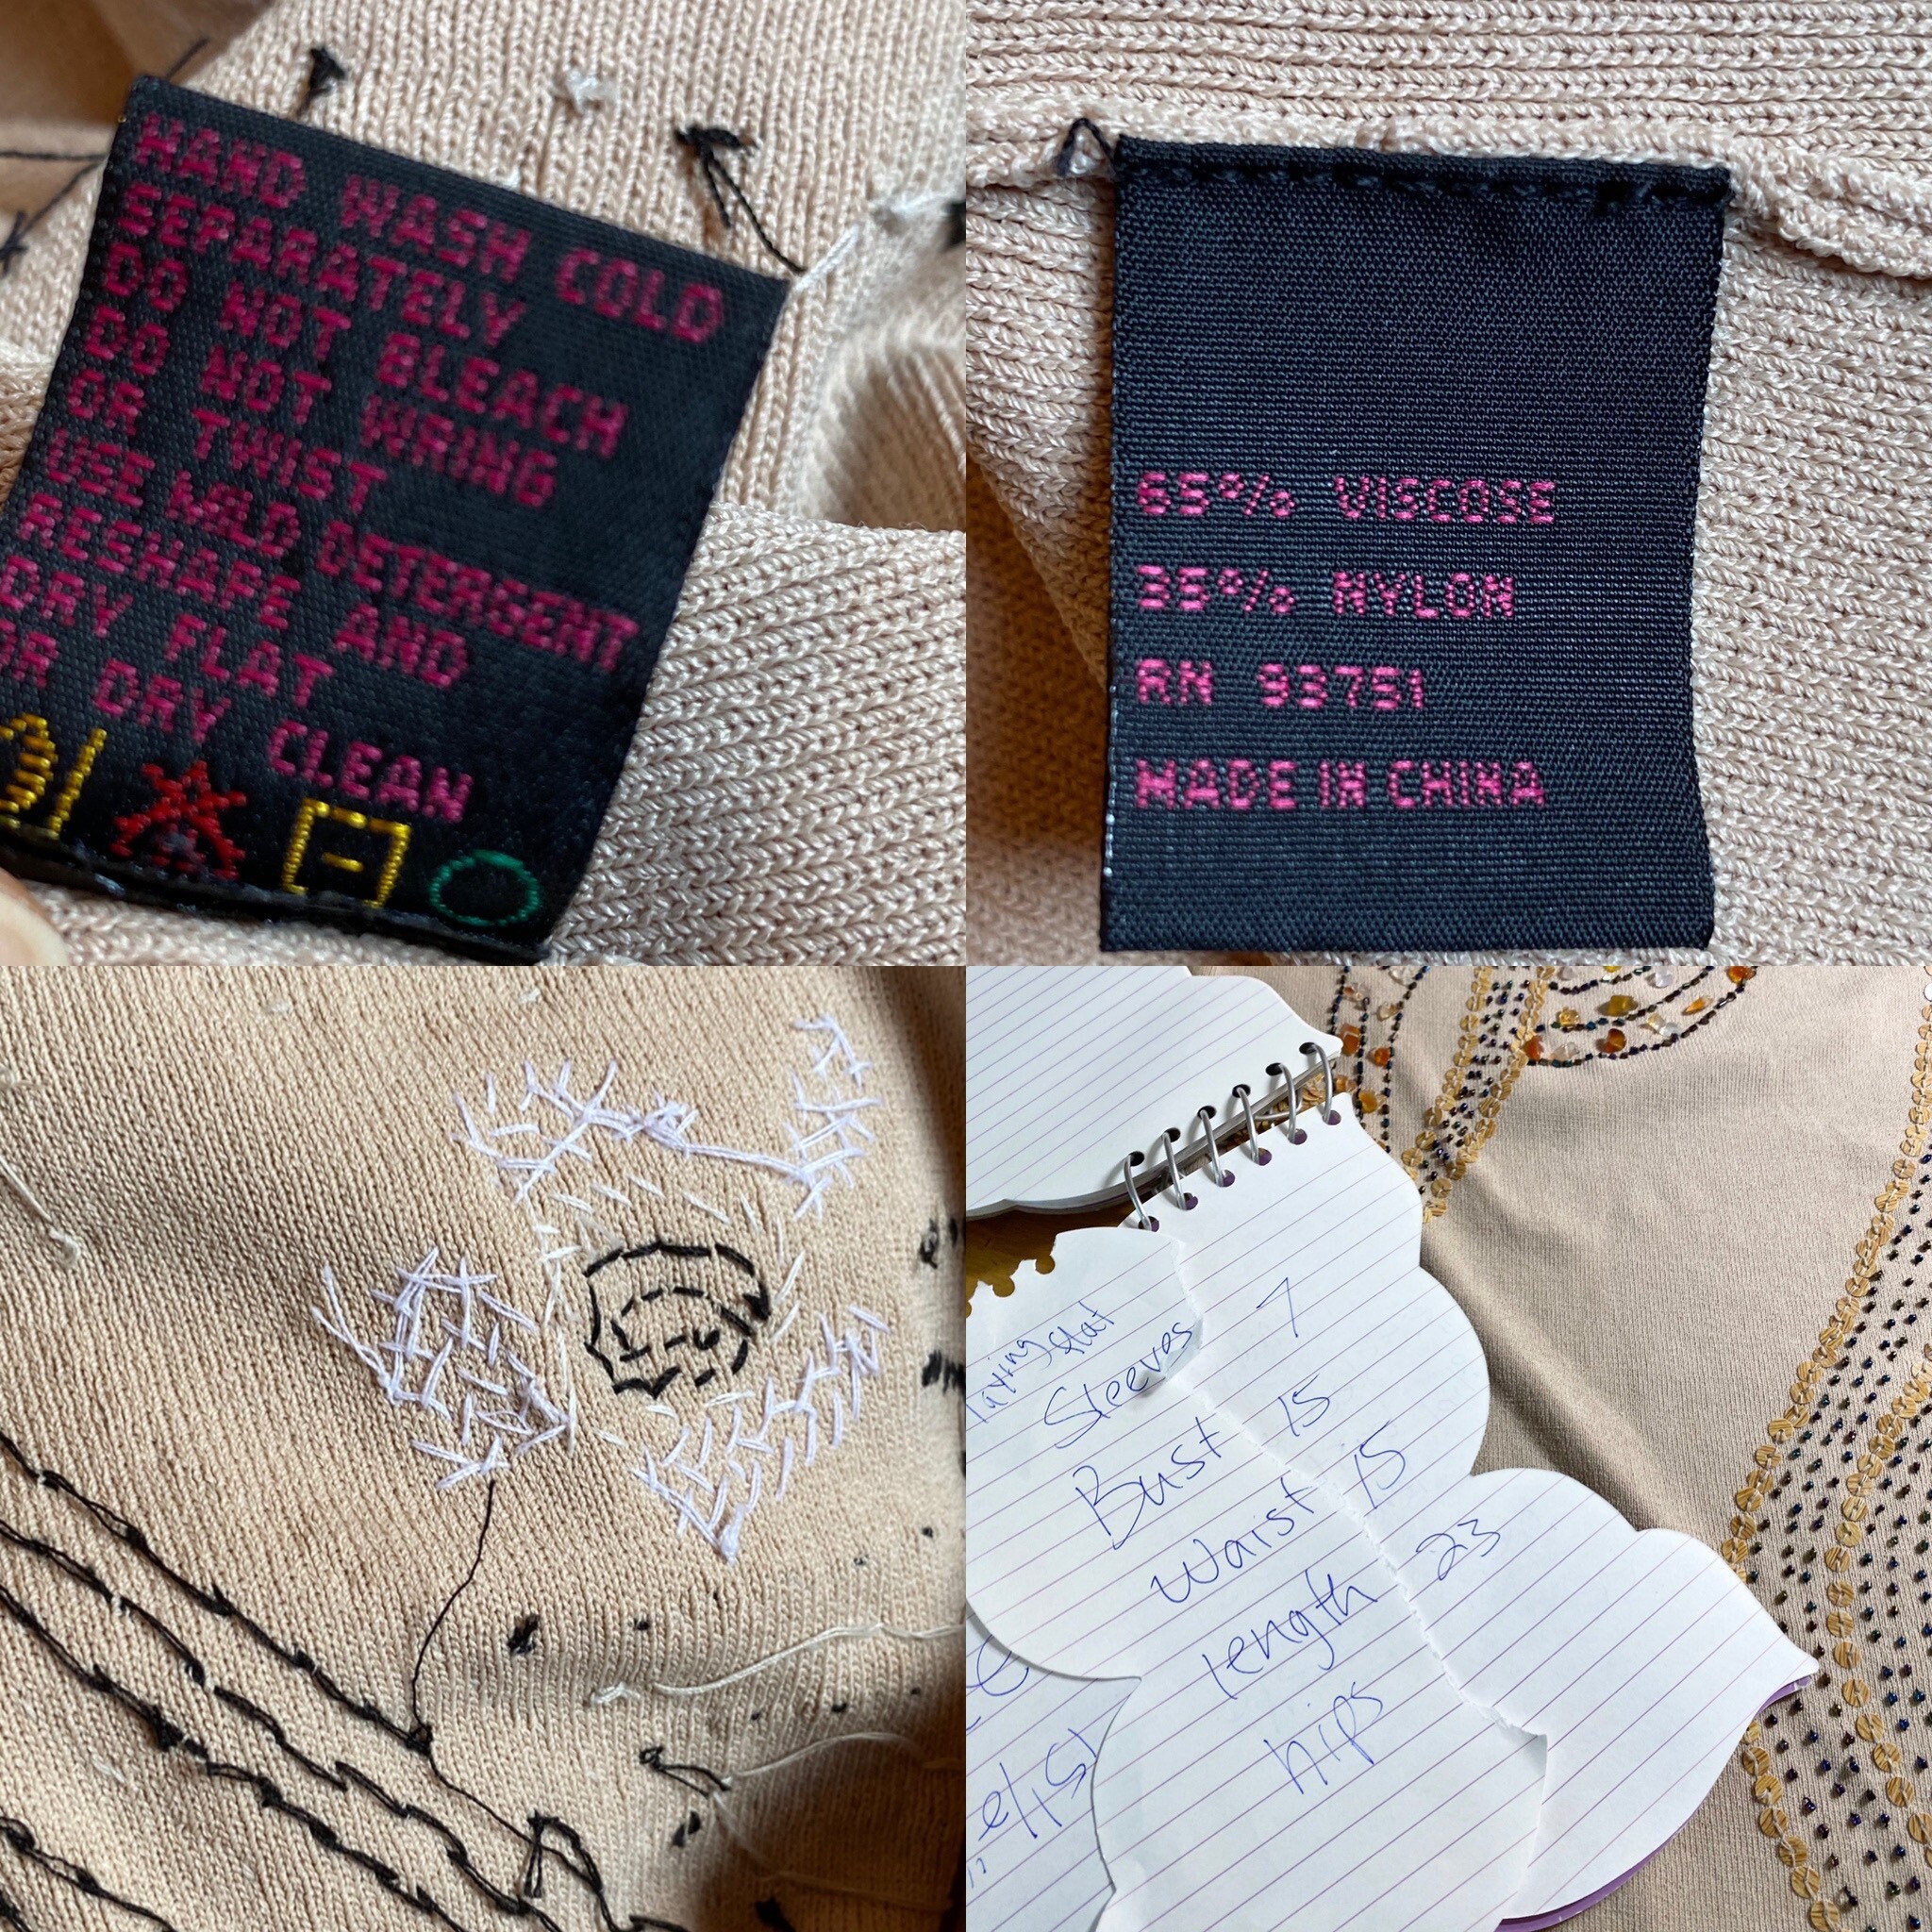 HAND WASH COLD
SEPARATELY
DO NOT BLEACH
DO NOT WRING
OR TWIST
USE MILD DETERGENT
RESHAPE AND
DRY FLAT
OR DRY CLEAN
65% VISCOSE
35% NYLON
RN 93751
MADE IN CHINA
laying flat
Sleeves 7
Bust 15
Waist 15
length 23
hips